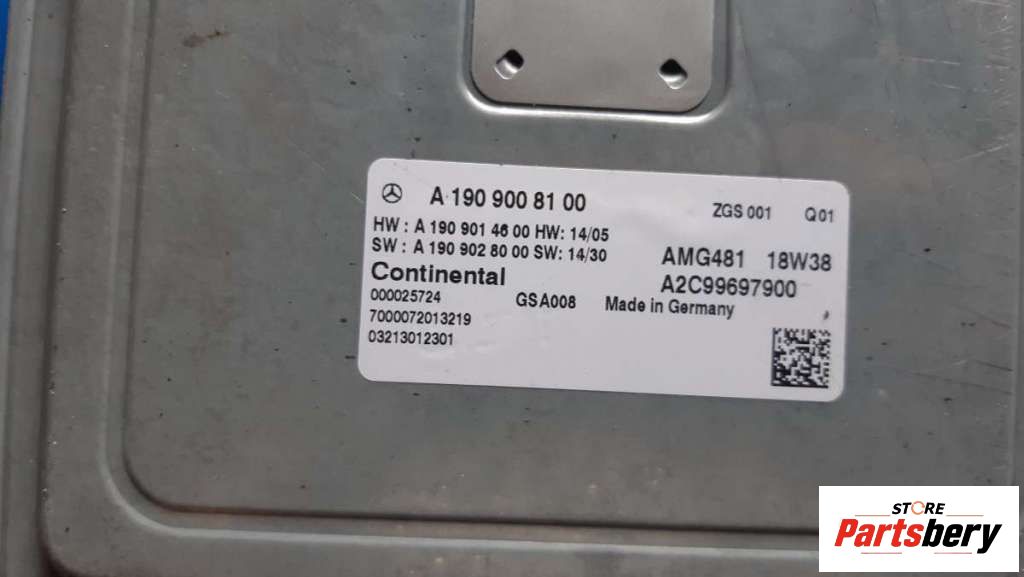 A 190 900 81 00
ZGS 001 Q01
HW : A 190 901 46 00 HW: 14/05
SW : A 190 902 80 00 SW: 14/30
AMG481 18W38
Continental
A2C99697900
000025724 GSA008 Made in Germany
7000072013219
03213012301
STORE
Partsbery